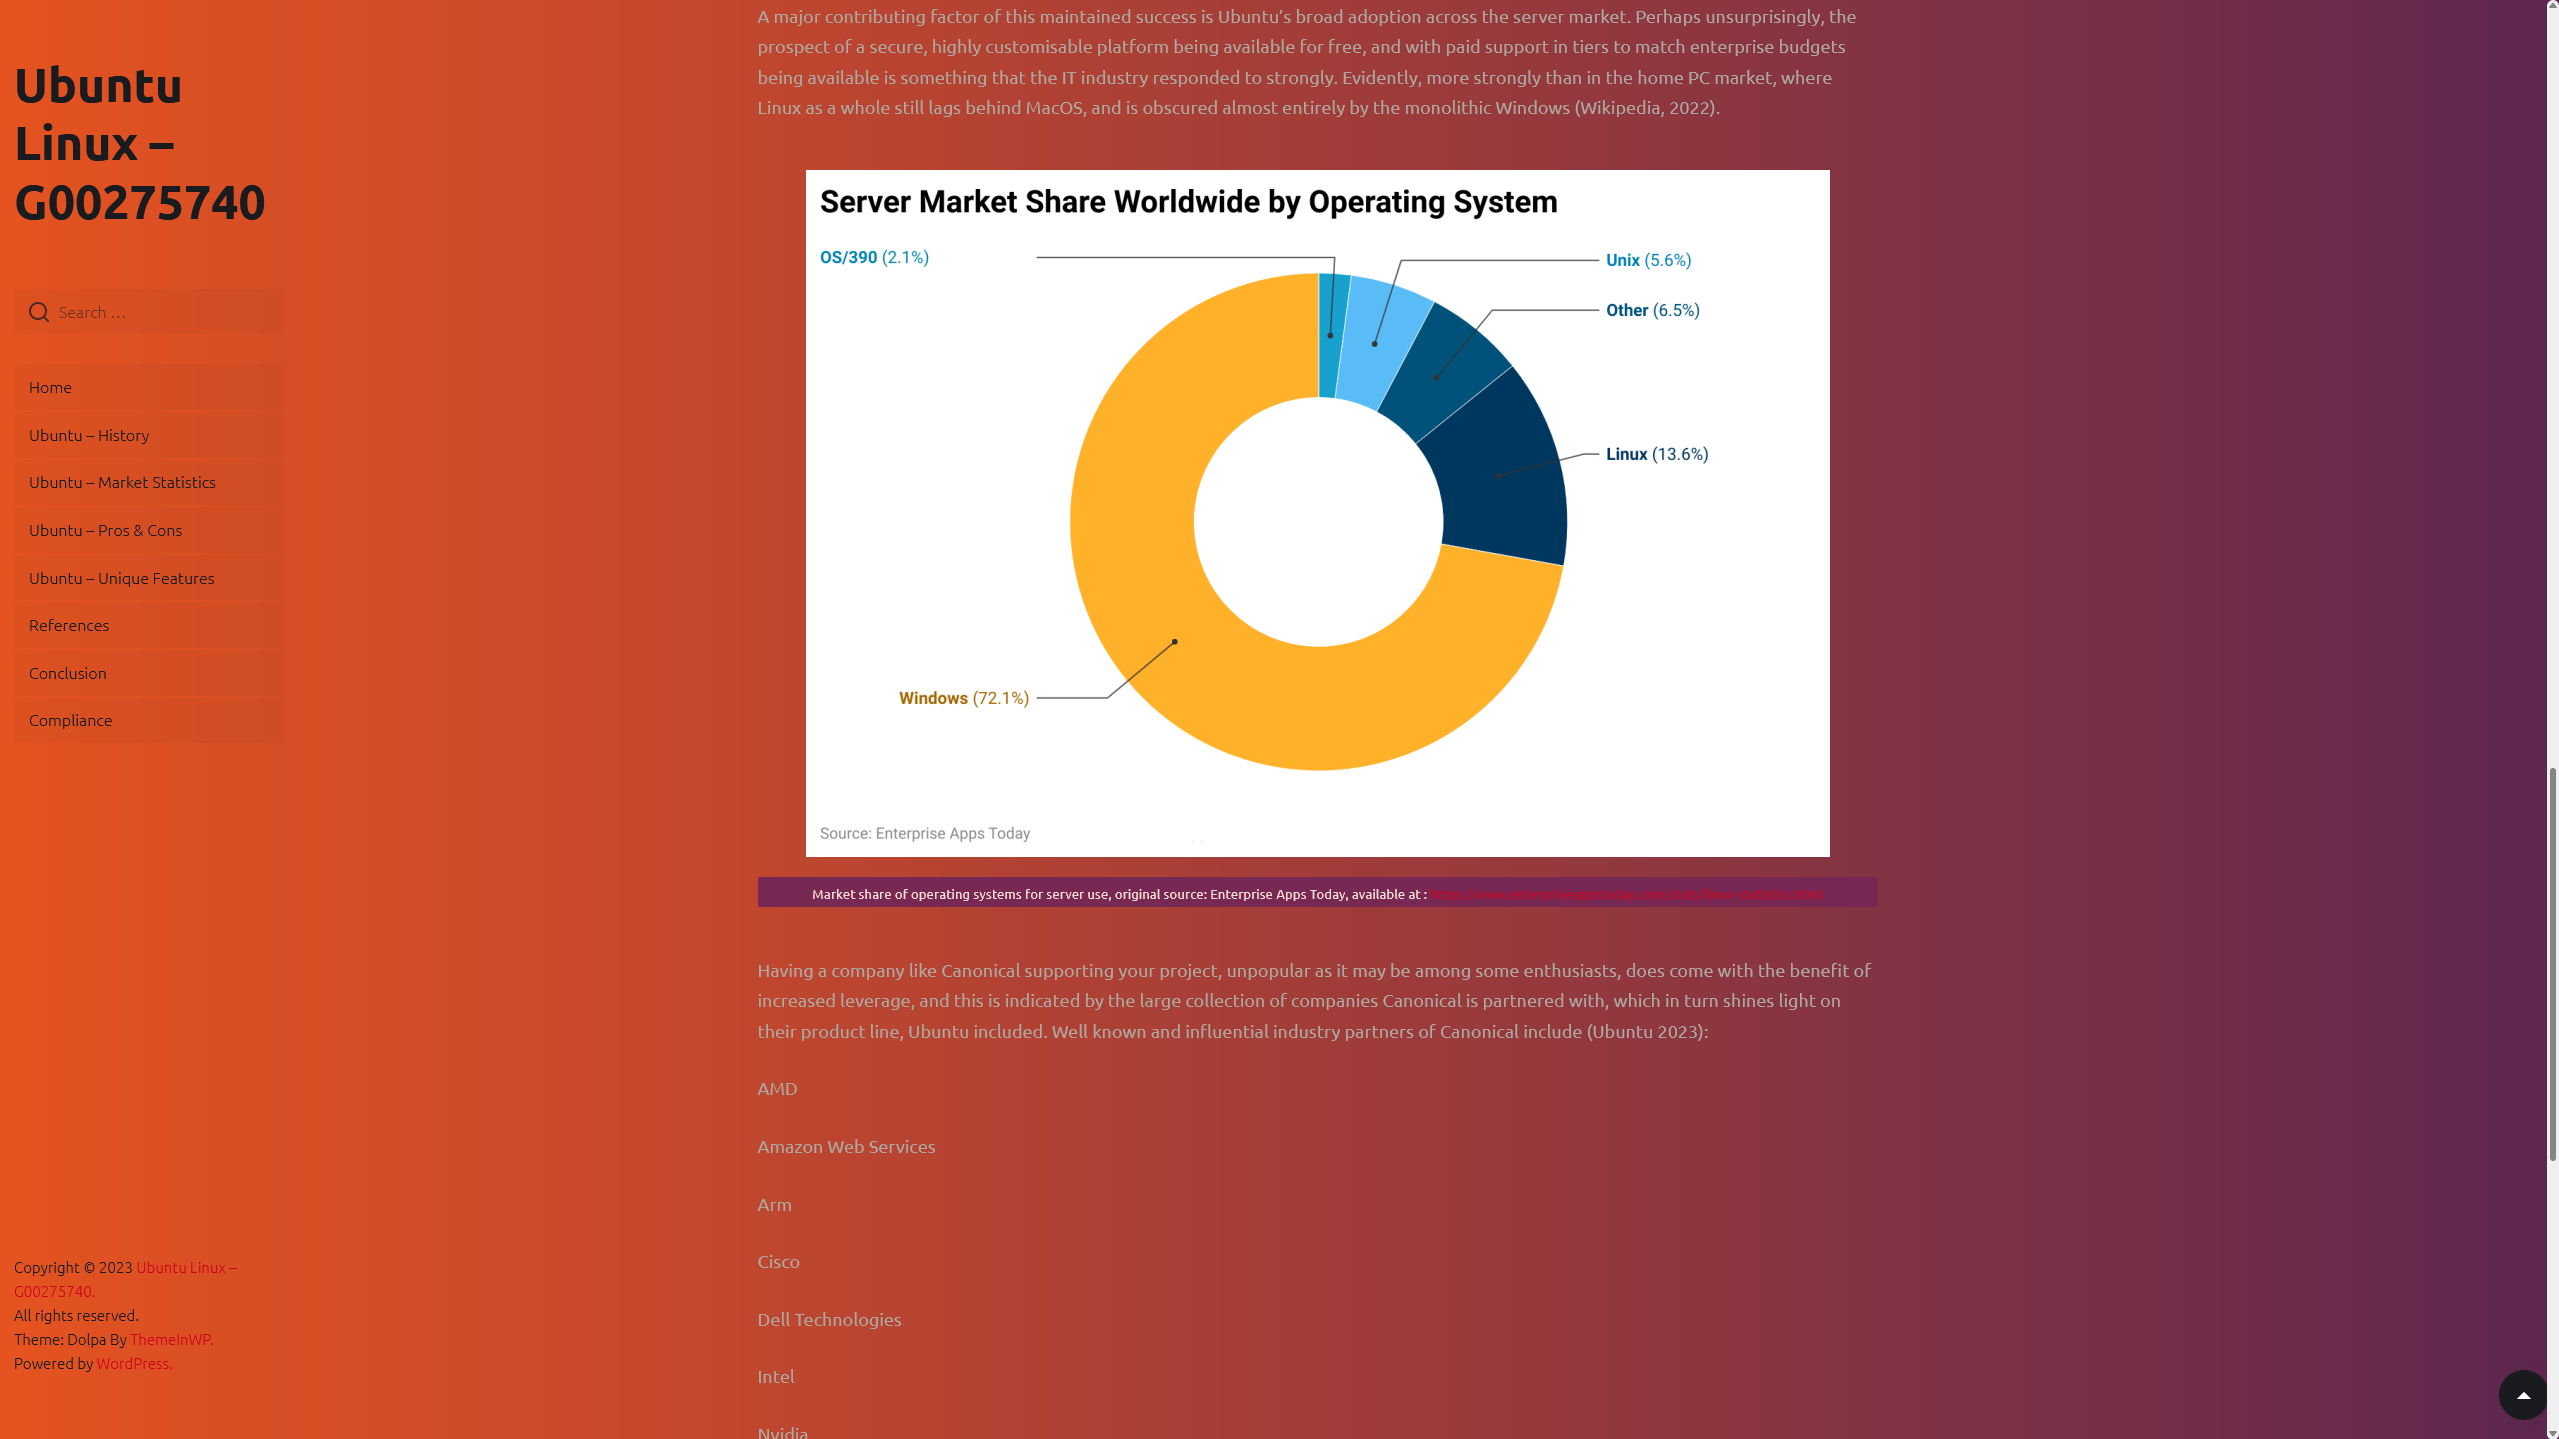 Ubuntu
Linux –
G00275740
Search …
Home
Ubuntu – History
Ubuntu – Market Statistics
Ubuntu – Pros & Cons
Ubuntu – Unique Features
References
Conclusion
Compliance
Copyright © 2023 Ubuntu Linux –
G00275740.
All rights reserved.
Theme: Dolpa By ThemeInWP.
Powered by WordPress.
A major contributing factor of this maintained success is Ubuntu’s broad adoption across the server market. Perhaps unsurprisingly, the
prospect of a secure, highly customisable platform being available for free, and with paid support in tiers to match enterprise budgets
being available is something that the IT industry responded to strongly. Evidently, more strongly than in the home PC market, where
Linux as a whole still lags behind MacOS, and is obscured almost entirely by the monolithic Windows (Wikipedia, 2022).
Server Market Share Worldwide by Operating System
OS/390 (2.1%)
Unix (5.6%)
Other (6.5%)
Linux (13.6%)
Windows (72.1%)
Source: Enterprise Apps Today
Market share of operating systems for server use, original source: Enterprise Apps Today, available at :
Having a company like Canonical supporting your project, unpopular as it may be among some enthusiasts, does come with the benefit of
increased leverage, and this is indicated by the large collection of companies Canonical is partnered with, which in turn shines light on
their product line, Ubuntu included. Well known and influential industry partners of Canonical include (Ubuntu 2023):
AMD
Amazon Web Services
Arm
Cisco
Dell Technologies
Intel
Nvidia